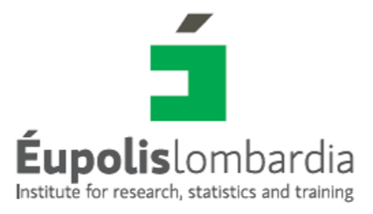 Éupolislombardia
Institute for research, statistics and training